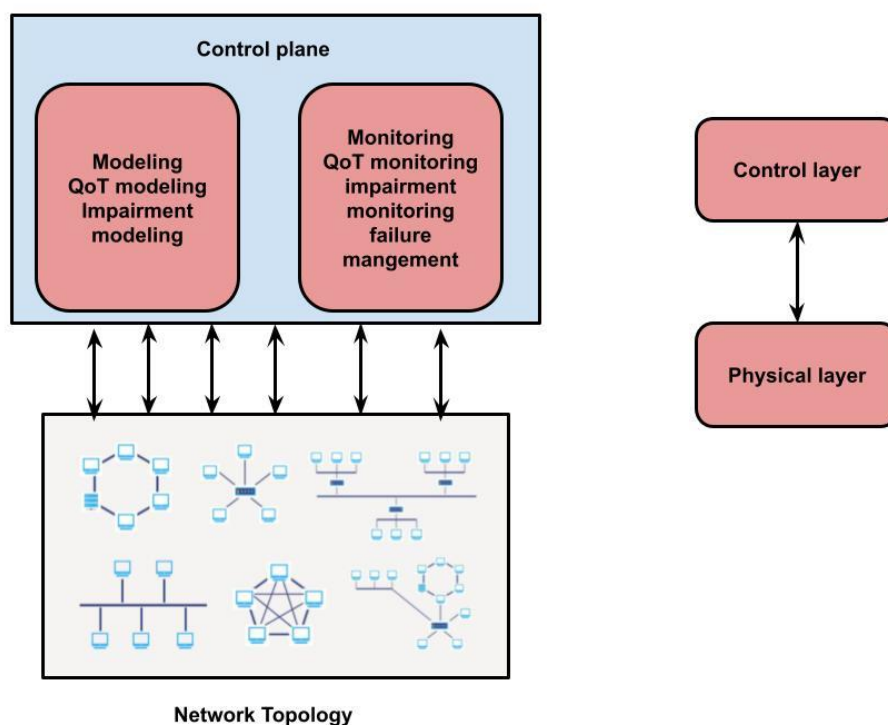 Control plane
Modeling
QoT modeling
Impairment
modeling
Monitoring
QoT monitoring
impairment
monitoring
failure
mangement
Control layer
Physical layer
Network Topology